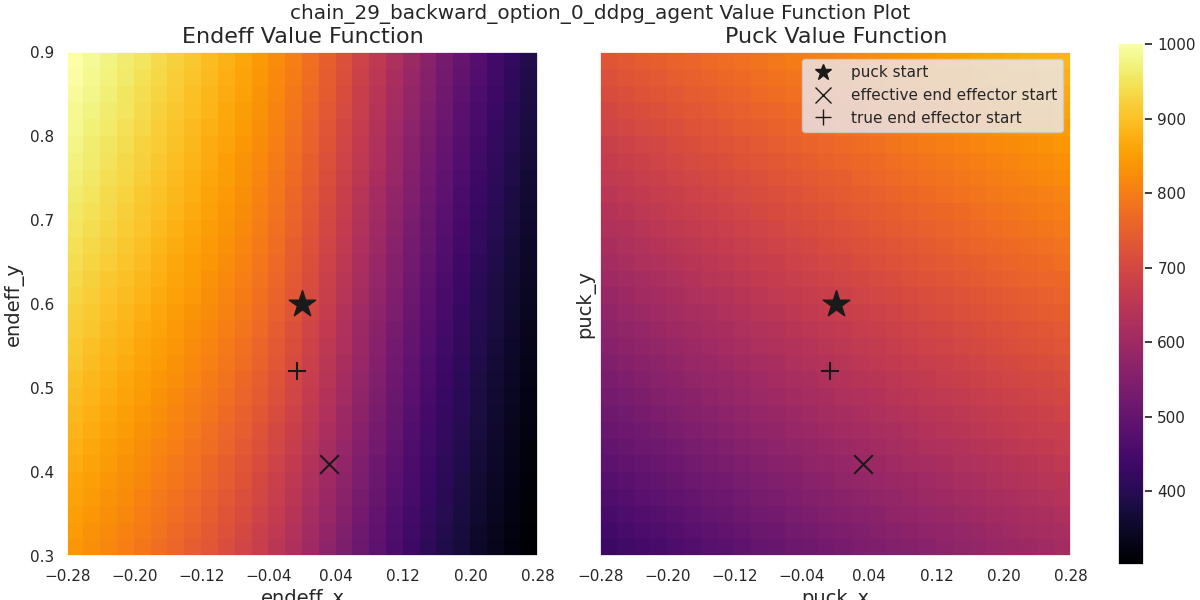 chain_29_backward_option_0_ddpg_agent Value Function Plot
Endeff Value Function
Puck Value Function
endeff_y
0.9
0.8
0.7
0.6
0.5
0.4
0.3
−0.28 −0.20 −0.12 −0.04 0.04 0.12 0.20 0.28
endeff_x
puck_y
puck start
effective end effector start
true end effector start
−0.28 −0.20 −0.12 −0.04 0.04 0.12 0.20 0.28
puck_x
1000
900
800
700
600
500
400